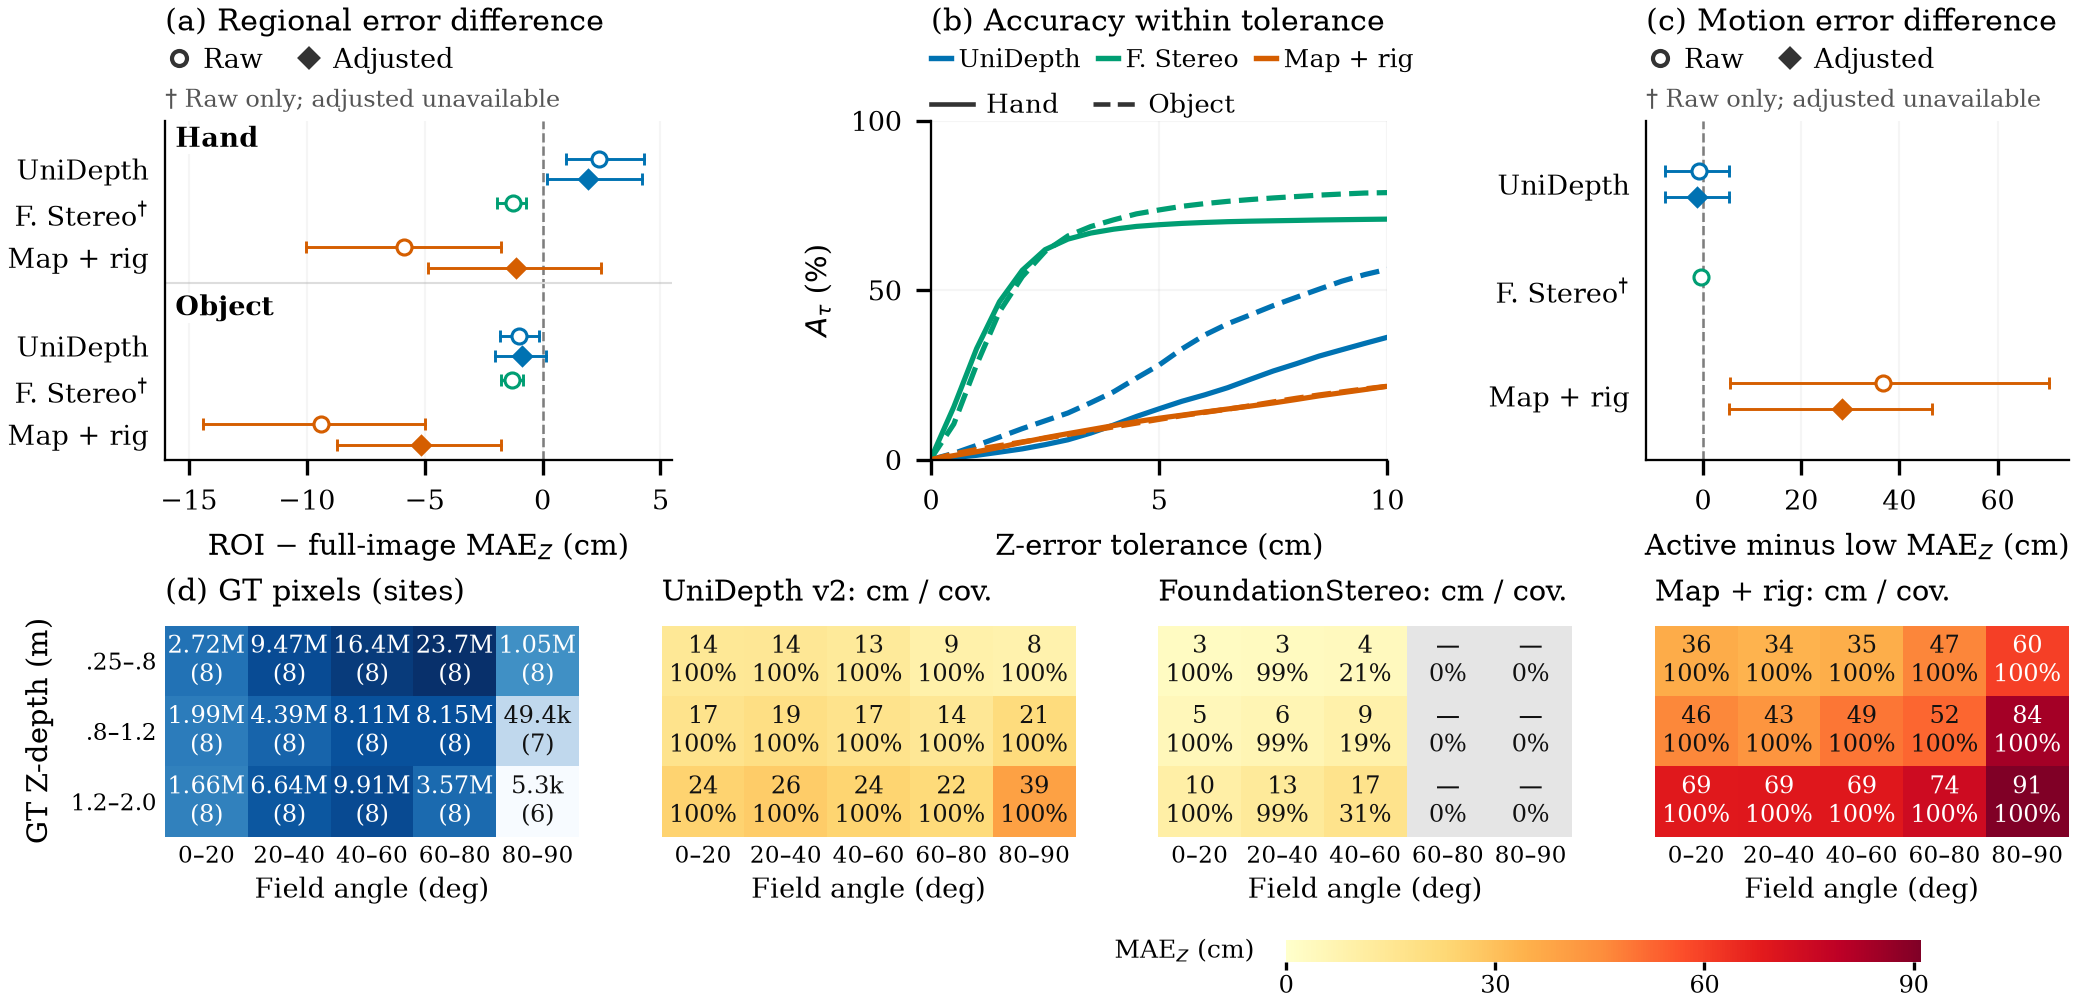 (a) Regional error difference
Raw Adjusted
† Raw only; adjusted unavailable
Hand
UniDepth
F. Stereo†
Map + rig
Object
UniDepth
F. Stereo†
Map + rig
−15 −10 −5 0 5
ROI − full-image MAEZ (cm)
(b) Accuracy within tolerance
UniDepth F. Stereo Map + rig
Hand Object
100
50
0
Aτ (%)
0 5 10
Z-error tolerance (cm)
(c) Motion error difference
Raw Adjusted
† Raw only; adjusted unavailable
UniDepth
F. Stereo†
Map + rig
0 20 40 60
Active minus low MAEZ (cm)
(d) GT pixels (sites)
GT Z-depth (m)
.25–.8
2.72M 9.47M 16.4M 23.7M 1.05M
(8) (8) (8) (8) (8)
.8–1.2
1.99M 4.39M 8.11M 8.15M 49.4k
(8) (8) (8) (8) (7)
1.2–2.0
1.66M 6.64M 9.91M 3.57M 5.3k
(8) (8) (8) (8) (6)
0–20 20–40 40–60 60–80 80–90
Field angle (deg)
UniDepth v2: cm / cov.
14 14 13 9 8
100% 100% 100% 100% 100%
17 19 17 14 21
100% 100% 100% 100% 100%
24 26 24 22 39
100% 100% 100% 100% 100%
0–20 20–40 40–60 60–80 80–90
Field angle (deg)
FoundationStereo: cm / cov.
3 3 4 — —
100% 99% 21% 0% 0%
5 6 9 — —
100% 99% 19% 0% 0%
10 13 17 — —
100% 99% 31% 0% 0%
0–20 20–40 40–60 60–80 80–90
Field angle (deg)
Map + rig: cm / cov.
36 34 35 47 60
100% 100% 100% 100% 100%
46 43 49 52 84
100% 100% 100% 100% 100%
69 69 69 74 91
100% 100% 100% 100% 100%
0–20 20–40 40–60 60–80 80–90
Field angle (deg)
MAEZ (cm)
0 30 60 90